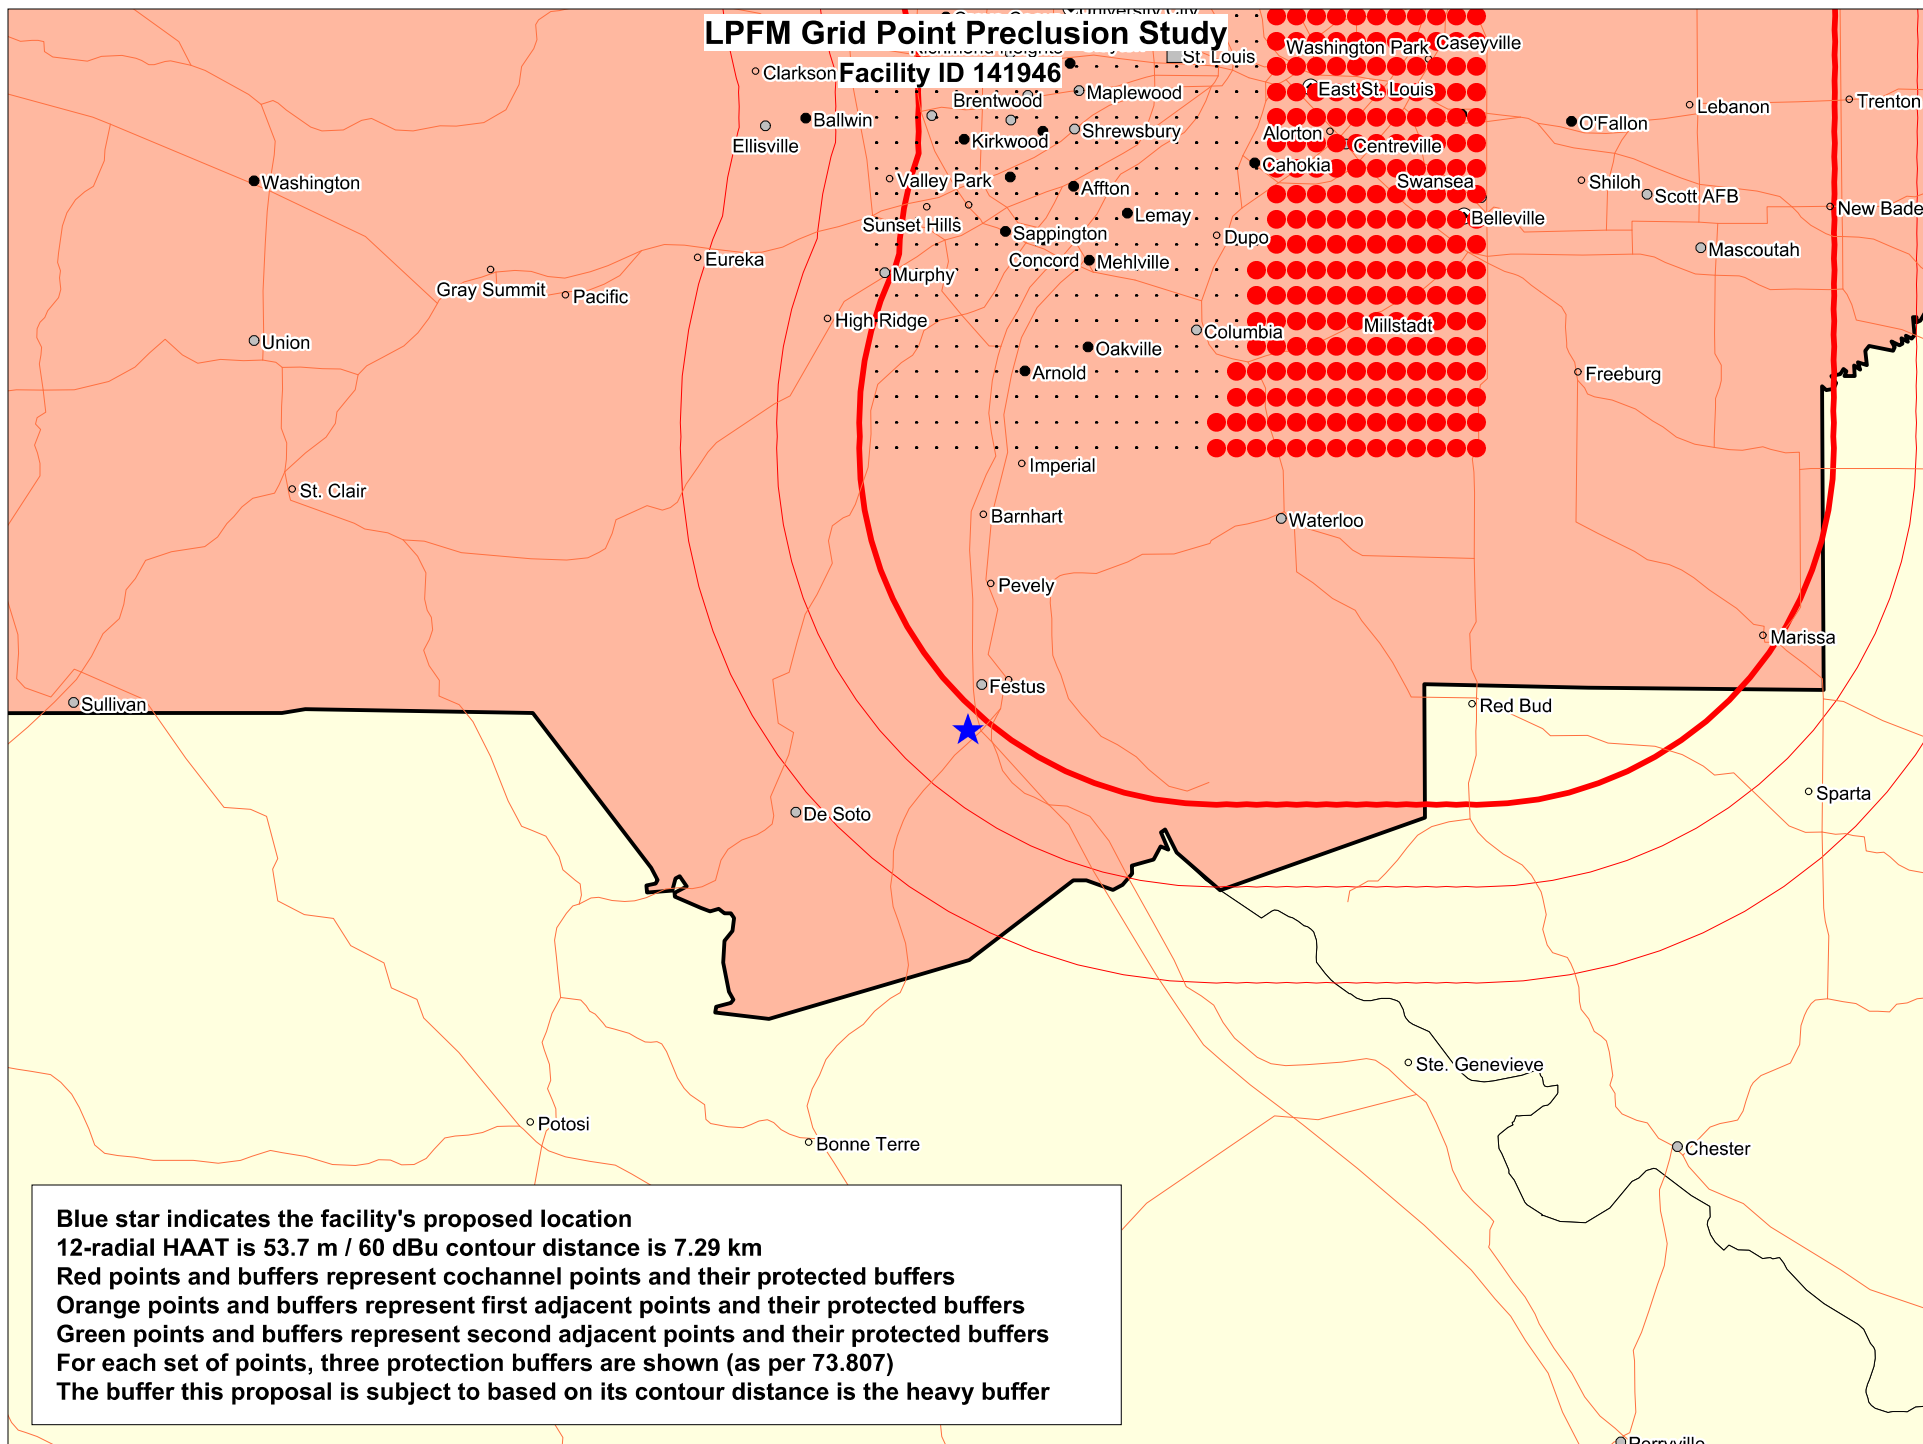 University City
LPFM Grid Point Preclusion Study
Washington Park
Caseyville
St. Louis
Clarkson
Facility ID 141946
East St. Louis
Maplewood
Brentwood
Lebanon
Trenton
Ballwin
O'Fallon
Shrewsbury
Alorton
Kirkwood
Ellisville
Centreville
Cahokia
Washington
Valley Park
Swansea
Shiloh
Affton
Scott AFB
New Bade
Lemay
Belleville
Sunset Hills
Sappington
Dupo
Mascoutah
Eureka
Concord
Mehlville
Murphy
Gray Summit
Pacific
High Ridge
Millstadt
Columbia
Union
Oakville
Arnold
Freeburg
Imperial
St. Clair
Barnhart
Waterloo
Pevely
Marissa
Festus
Sullivan
Red Bud
Sparta
De Soto
Ste. Genevieve
Potosi
Bonne Terre
Chester
Blue star indicates the facility's proposed location
12-radial HAAT is 53.7 m / 60 dBu contour distance is 7.29 km
Red points and buffers represent cochannel points and their protected buffers
Orange points and buffers represent first adjacent points and their protected buffers
Green points and buffers represent second adjacent points and their protected buffers
For each set of points, three protection buffers are shown (as per 73.807)
The buffer this proposal is subject to based on its contour distance is the heavy buffer
Perryville